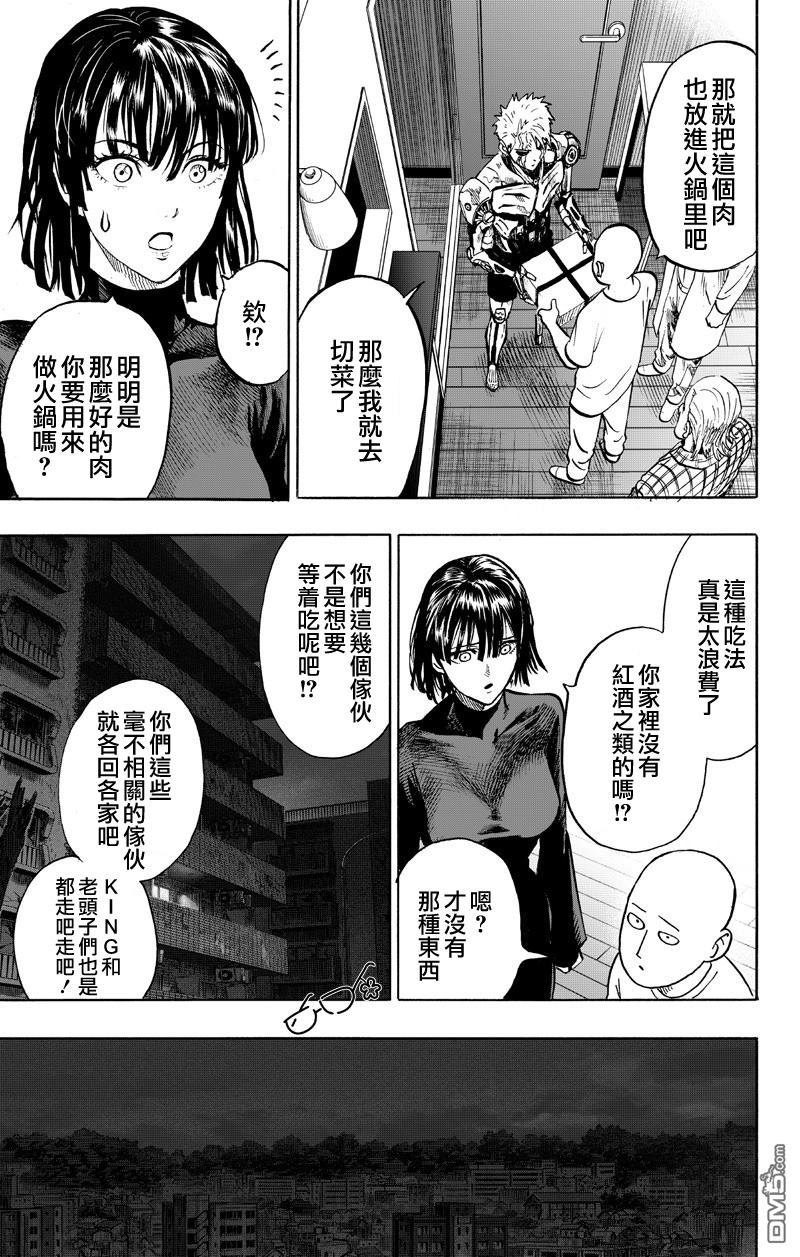 那就把這個肉
也放進火鍋里吧
那麼我就去
切菜了
欸!?
明明是
那麼好的肉
你要用來
做火鍋嗎?
這種吃法
真是太浪費了
你家裡沒有
紅酒之類的嗎!?
嗯?
才沒有
那種東西
你們這幾個傢伙
不是想要
等着吃呢吧!?
你們這些
毫不相關的傢伙
就各回各家吧
KING和
老頭子們也是
都走吧走吧!
DM5.com